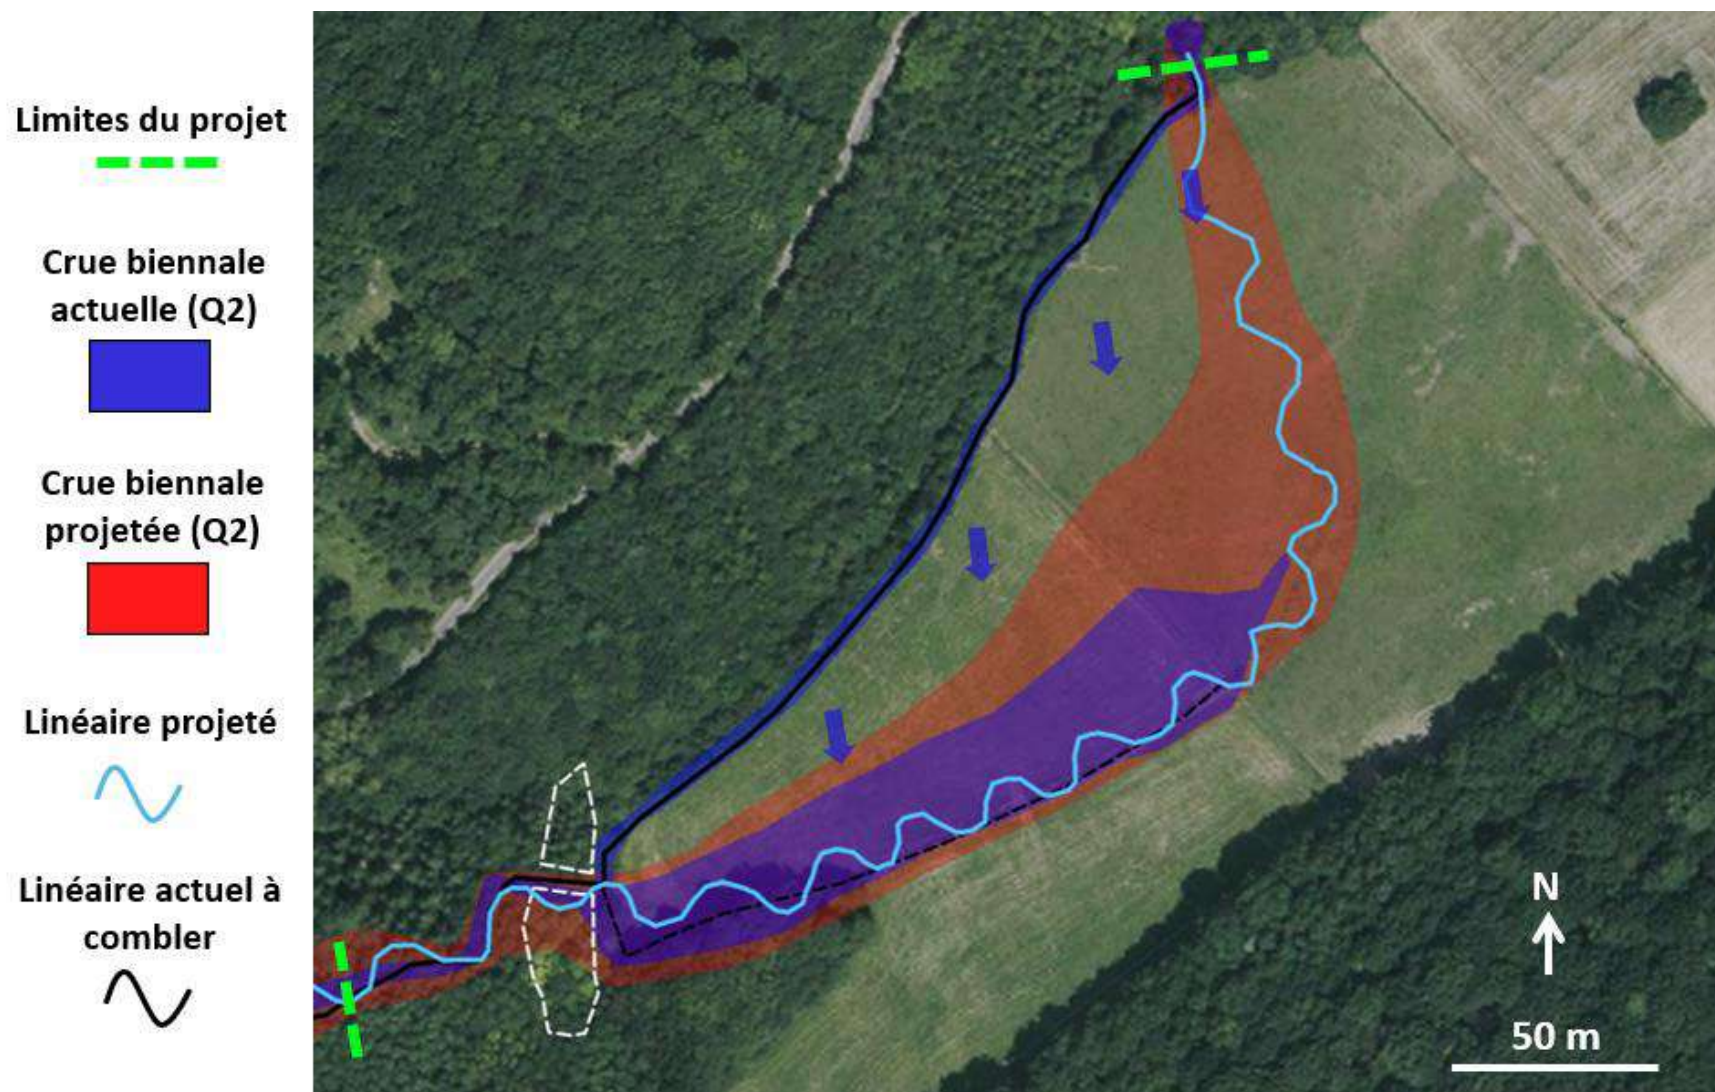 Limites du projet
Crue biennale
actuelle (Q2)
Crue biennale
projetée (Q2)
Linéaire projeté
Linéaire actuel à
combler
N
50 m